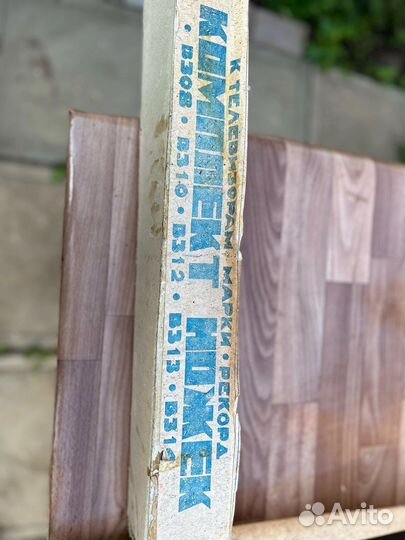 К ТЕЛЕВИЗОРАМ МАРКИ • РЕКОРД
КОМПЛЕКТ НОЖЕК
• В308 • В310 • В312 • В313 • В314
Avito